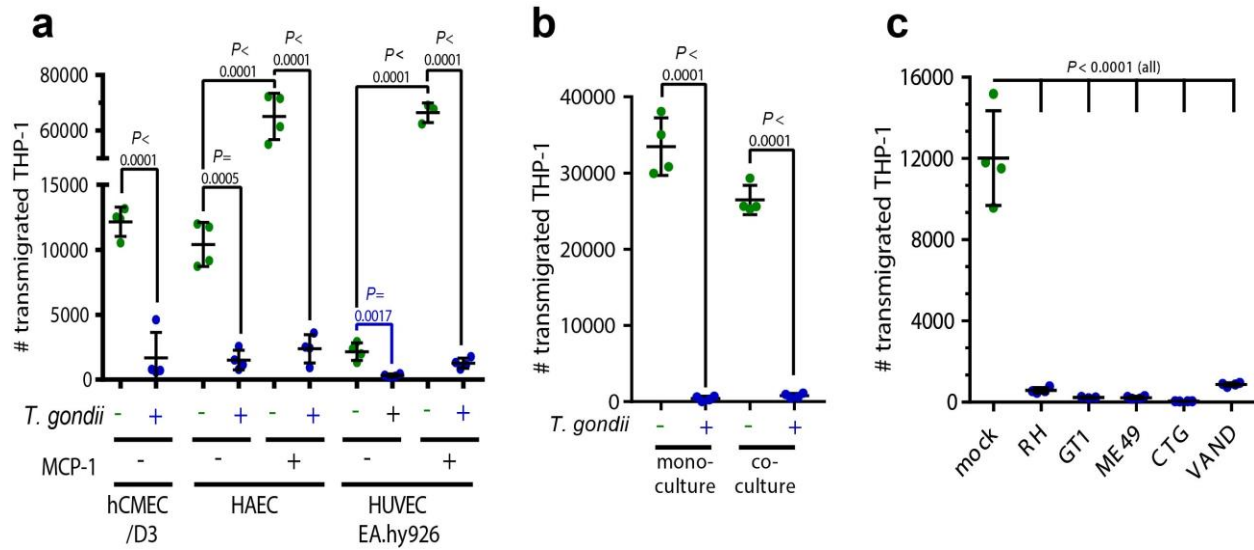 a
# transmigrated THP-1
80000
60000
15000
10000
5000
0
P<
0.0001
P<
0.0001
P=
0.0005
P<
0.0001
P<
0.0001
P=
0.0017
P<
0.0001
T. gondii - + - + - + - + - +
MCP-1 - - + - +
hCMEC
/D3
HAEC
HUVEC
EA.hy926
b
# transmigrated THP-1
40000
30000
20000
10000
0
P<
0.0001
P<
0.0001
T. gondii - + - +
mono-
culture
co-
culture
c
# transmigrated THP-1
16000
12000
8000
4000
0
P< 0.0001 (all)
mock
RH
GT1
ME49
CTG
VAND